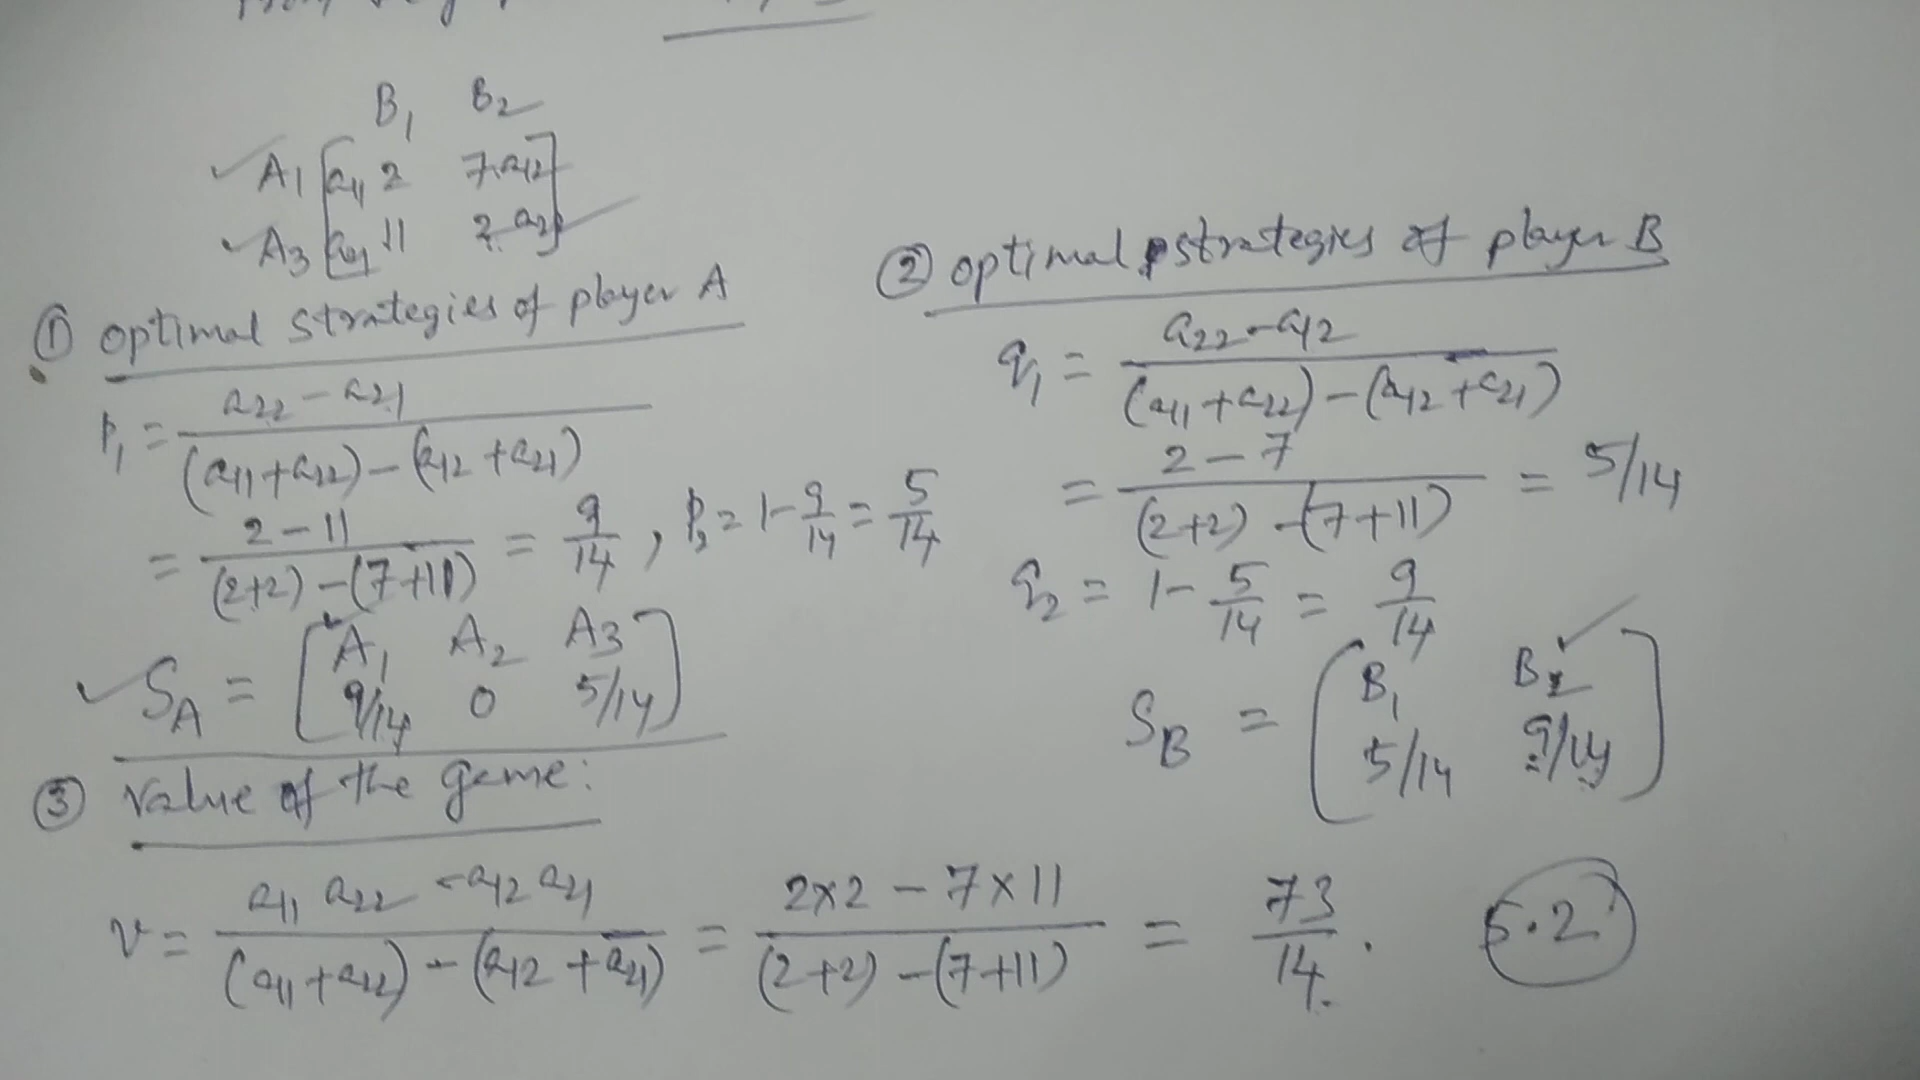 B₁ B₂
A1 a11 2 7 a12
A3 a21 11 2 a22
① optimal strategies of player A
p₁ = (a22 - a21) / ((a11 + a22) - (a12 + a21))
= (2 - 11) / ((2+2) - (7+11)) = 9/14 , p₃ = 1 - 9/14 = 5/14
S_A = [A₁ A₂ A3
9/14 0 5/14]
② optimal strategies of player B
q₁ = (a22 - a12) / ((a11 + a22) - (a12 + a21))
= (2 - 7) / ((2+2) - (7+11)) = 5/14
q₂ = 1 - 5/14 = 9/14
S_B = [B₁ B₂
5/14 9/14]
③ Value of the game:
v = (a11 a22 - a12 a21) / ((a11 + a22) - (a12 + a21)) = (2×2 - 7×11) / ((2+2) - (7+11)) = 73/14. 5.2